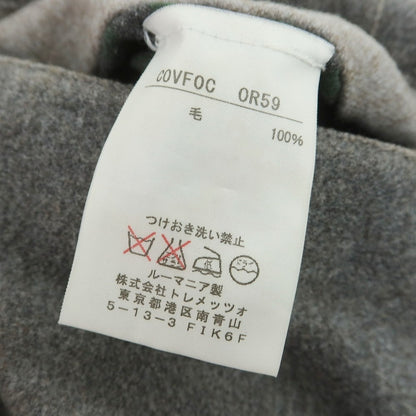 COVFOC OR59
毛 100%
つけおき洗い禁止
ルーマニア製
株式会社トレメッツォ
東京都港区南青山
5-13-3 FIK6F